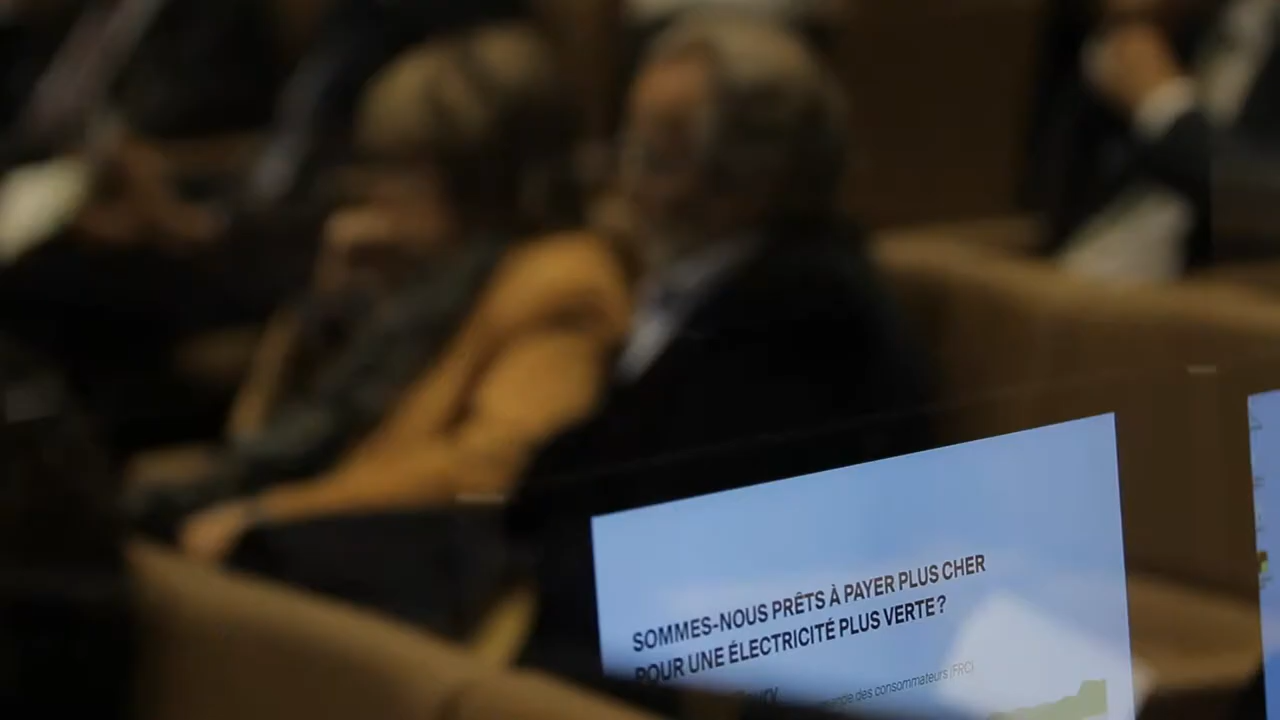 SOMMES-NOUS PRÊTS À PAYER PLUS CHER
POUR UNE ÉLECTRICITÉ PLUS VERTE ?
des consommateurs (FRC)